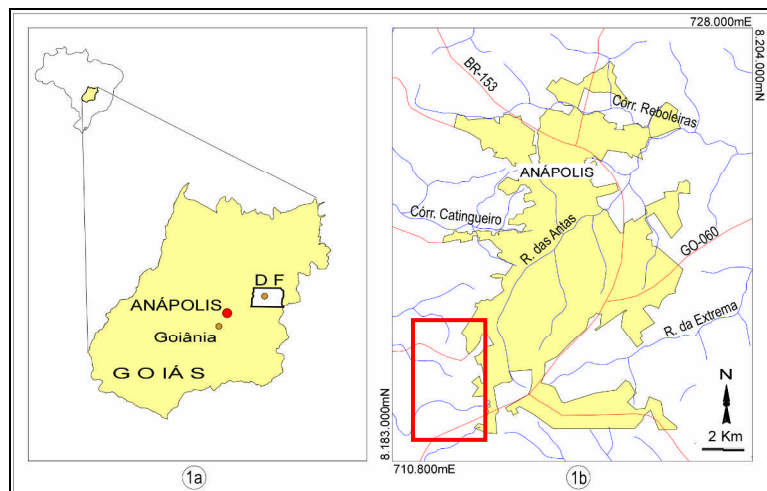 D F
ANÁPOLIS
Goiânia
G O I Á S
1a
728.000mE
8.204.000mN
BR-153
Córr. Reboleiras
ANÁPOLIS
Córr. Catingueiro
R. das Antas
GO-060
R. da Extrema
N
2 Km
8.183.000mN
710.800mE
1b